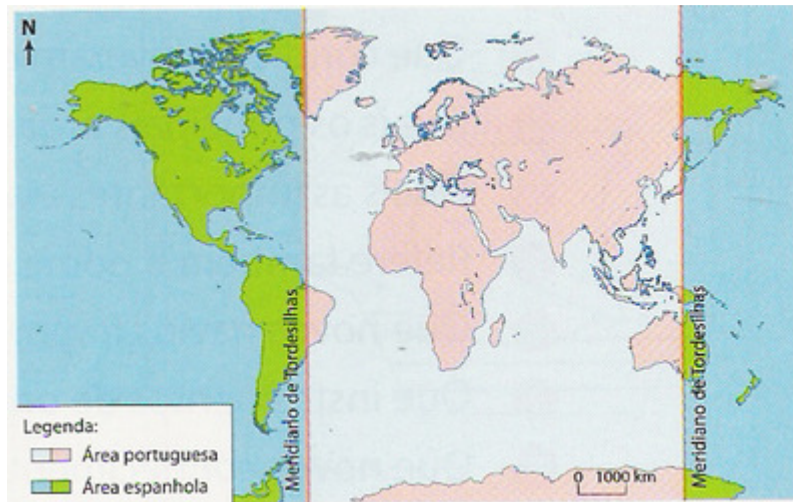 N
Meridiano de Tordesilhas
Meridiano de Tordesilhas
Legenda:
Área portuguesa
Área espanhola
0 1000 km